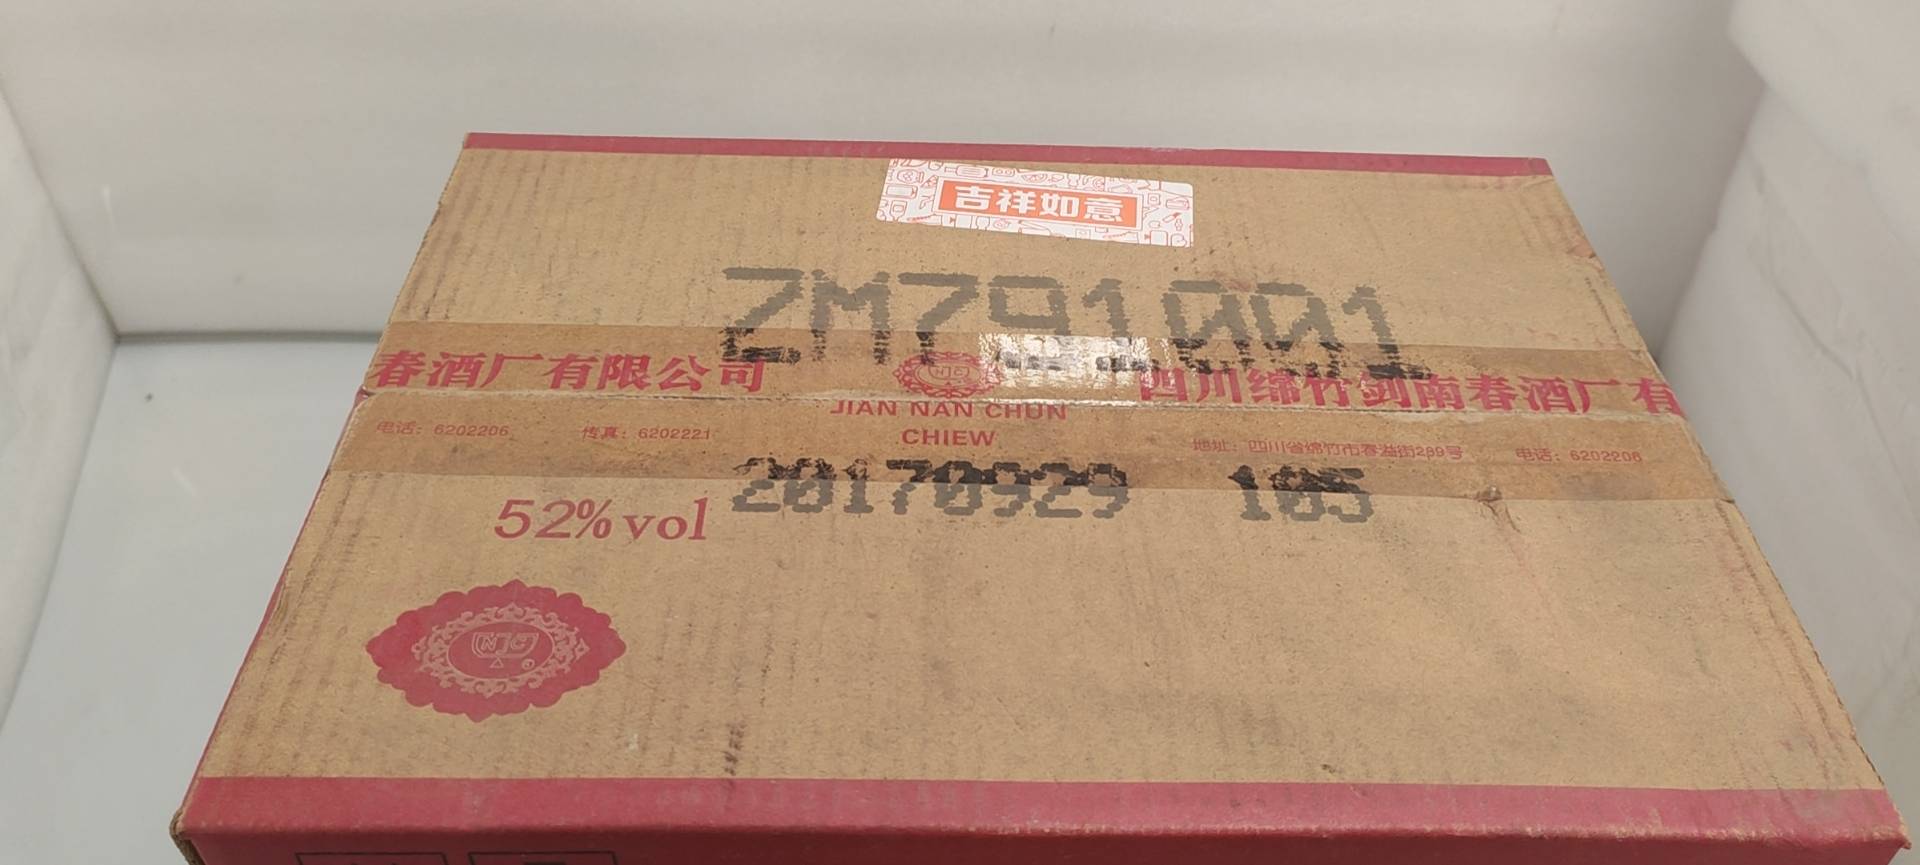 吉祥如意
ZM791001
春酒厂有限公司
四川绵竹剑南春酒厂有
JIAN NAN CHUN
CHIEW
电话：6202206
传真：6202221
地址：四川省绵竹市春溢街289号
电话：6202206
20170929 105
52%vol